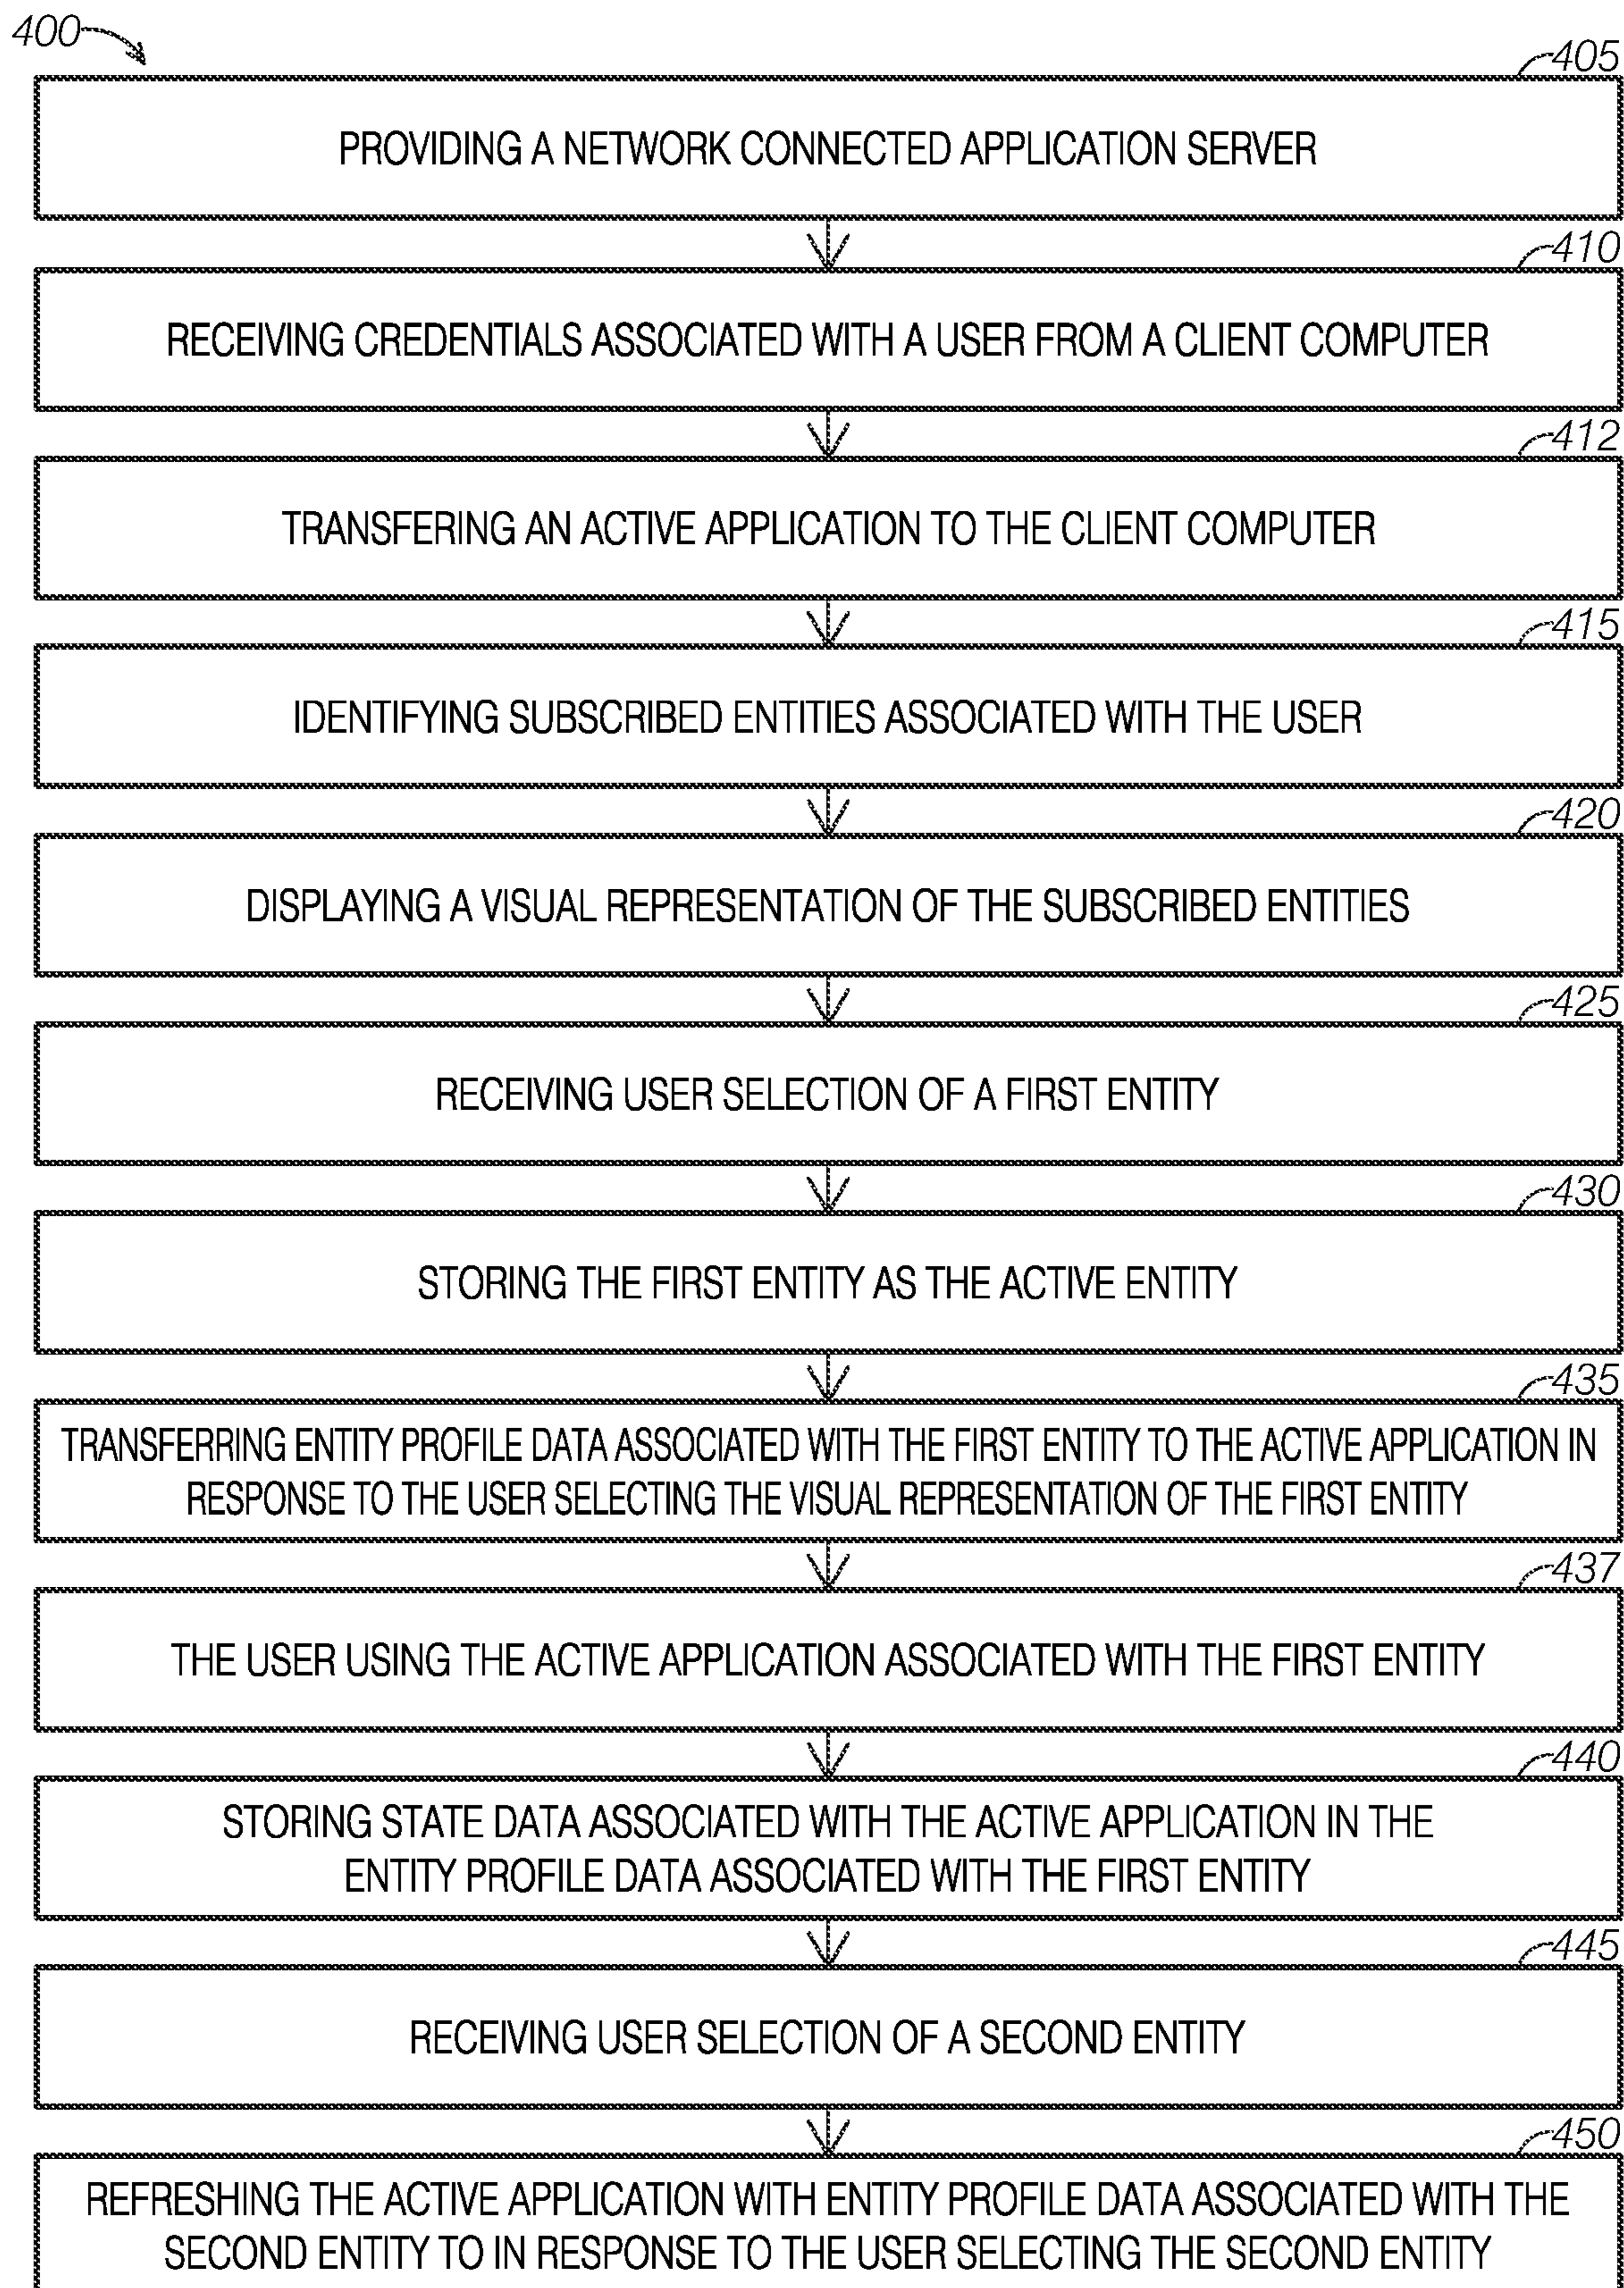 400
405
PROVIDING A NETWORK CONNECTED APPLICATION SERVER
410
RECEIVING CREDENTIALS ASSOCIATED WITH A USER FROM A CLIENT COMPUTER
412
TRANSFERING AN ACTIVE APPLICATION TO THE CLIENT COMPUTER
415
IDENTIFYING SUBSCRIBED ENTITIES ASSOCIATED WITH THE USER
420
DISPLAYING A VISUAL REPRESENTATION OF THE SUBSCRIBED ENTITIES
425
RECEIVING USER SELECTION OF A FIRST ENTITY
430
STORING THE FIRST ENTITY AS THE ACTIVE ENTITY
435
TRANSFERRING ENTITY PROFILE DATA ASSOCIATED WITH THE FIRST ENTITY TO THE ACTIVE APPLICATION IN
RESPONSE TO THE USER SELECTING THE VISUAL REPRESENTATION OF THE FIRST ENTITY
437
THE USER USING THE ACTIVE APPLICATION ASSOCIATED WITH THE FIRST ENTITY
440
STORING STATE DATA ASSOCIATED WITH THE ACTIVE APPLICATION IN THE
ENTITY PROFILE DATA ASSOCIATED WITH THE FIRST ENTITY
445
RECEIVING USER SELECTION OF A SECOND ENTITY
450
REFRESHING THE ACTIVE APPLICATION WITH ENTITY PROFILE DATA ASSOCIATED WITH THE
SECOND ENTITY TO IN RESPONSE TO THE USER SELECTING THE SECOND ENTITY